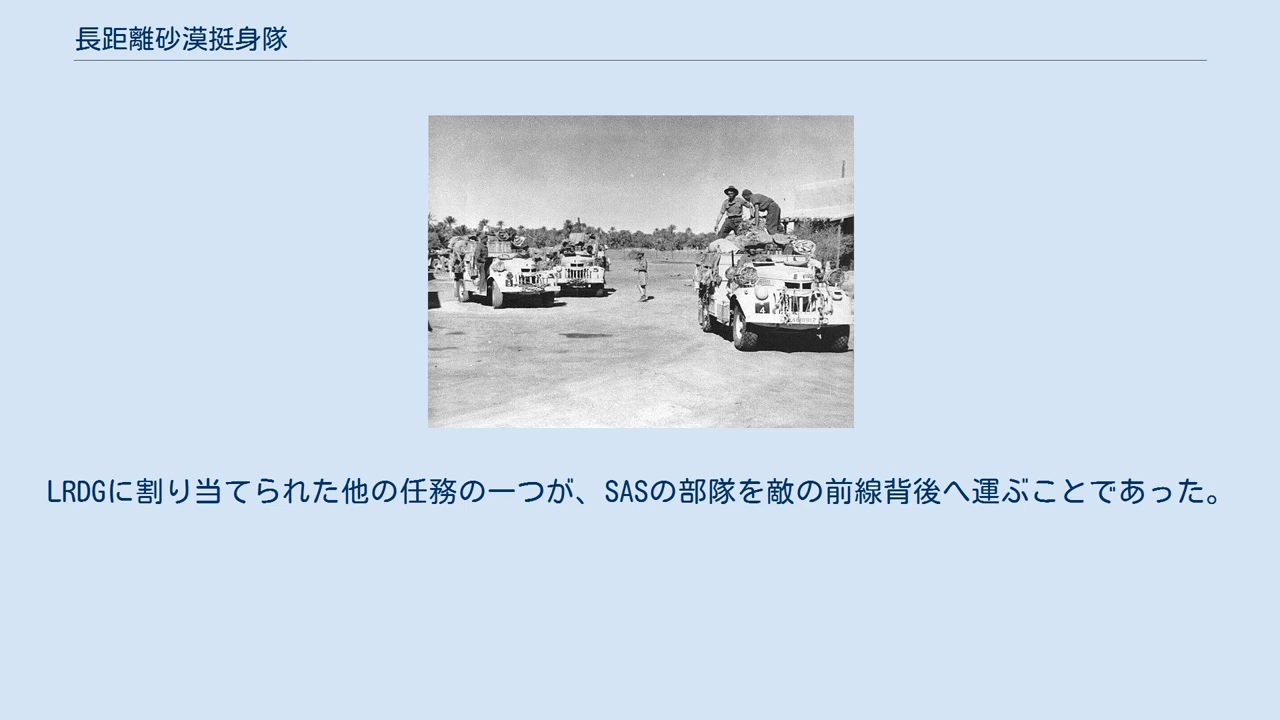 長距離砂漠挺身隊
LRDGに割り当てられた他の任務の一つが、SASの部隊を敵の前線背後へ運ぶことであった。